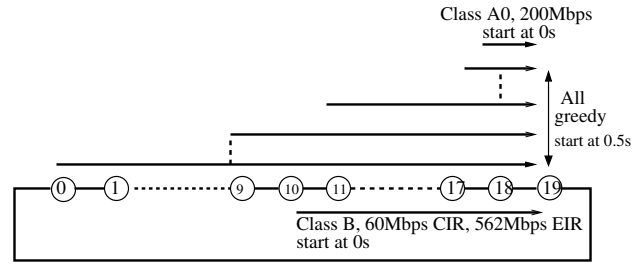 Class A0, 200Mbps
start at 0s
All
greedy
start at 0.5s
0 1 9 10 11 17 18 19
Class B, 60Mbps CIR, 562Mbps EIR
start at 0s